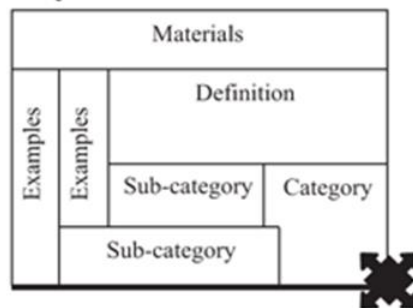 Materials
Definition
Examples
Examples
Sub-category
Category
Sub-category